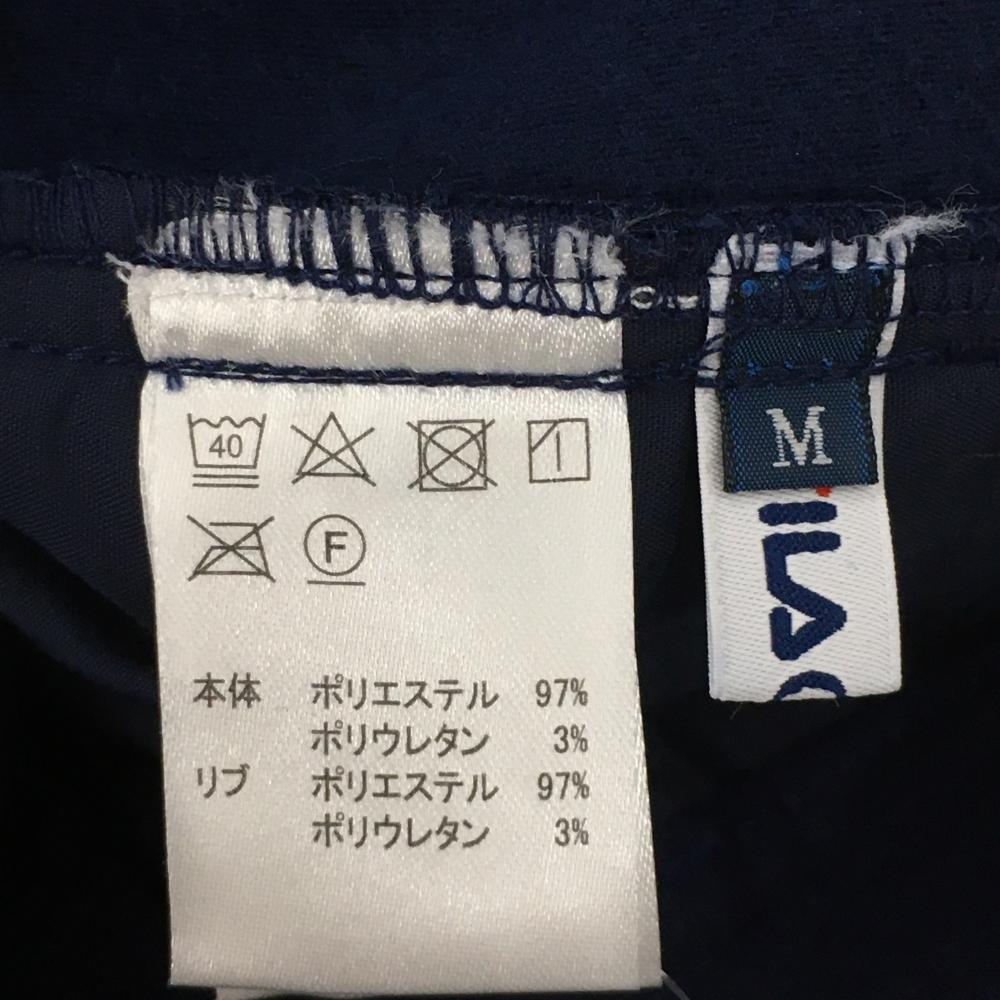 40
F
本体 ポリエステル 97%
ポリウレタン 3%
リブ ポリエステル 97%
ポリウレタン 3%
M
ILA